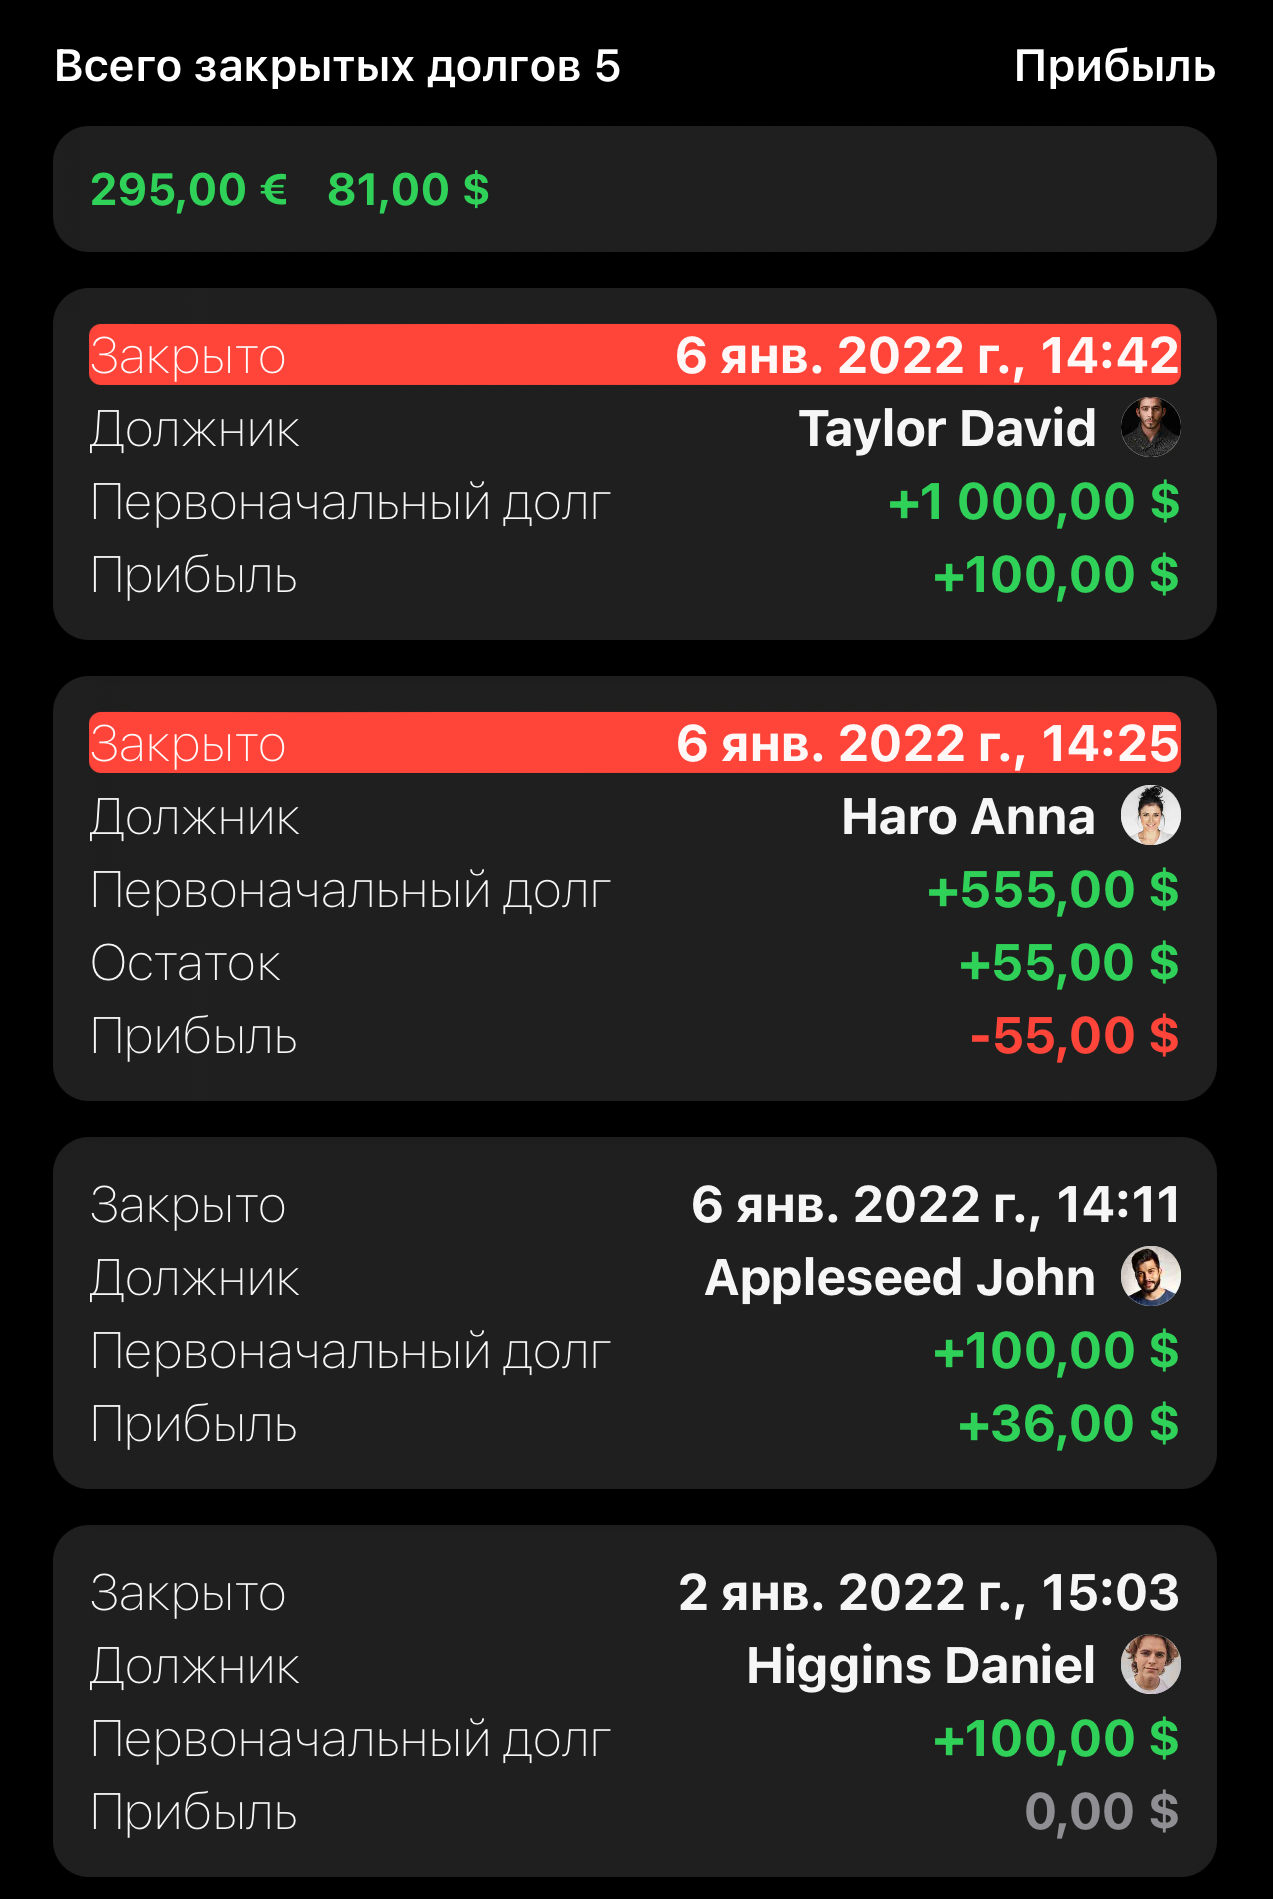 Всего закрытых долгов 5 Прибыль
295,00 € 81,00 $
Закрыто 6 янв. 2022 г., 14:42
Должник Taylor David
Первоначальный долг +1 000,00 $
Прибыль +100,00 $
Закрыто 6 янв. 2022 г., 14:25
Должник Haro Anna
Первоначальный долг +555,00 $
Остаток +55,00 $
Прибыль -55,00 $
Закрыто 6 янв. 2022 г., 14:11
Должник Appleseed John
Первоначальный долг +100,00 $
Прибыль +36,00 $
Закрыто 2 янв. 2022 г., 15:03
Должник Higgins Daniel
Первоначальный долг +100,00 $
Прибыль 0,00 $